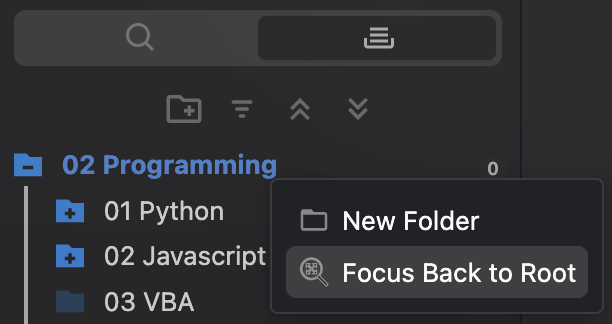 02 Programming 0
01 Python
New Folder
02 Javascript
Focus Back to Root
03 VBA